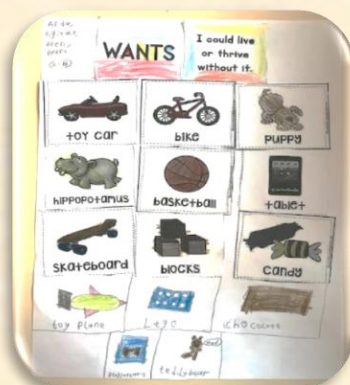 WANTS
I could live
or thrive
without it.
toy car
bike
puppy
hippopotamus
basketball
tablet
skateboard
blocks
candy
toy plane
Lego
teddy bear